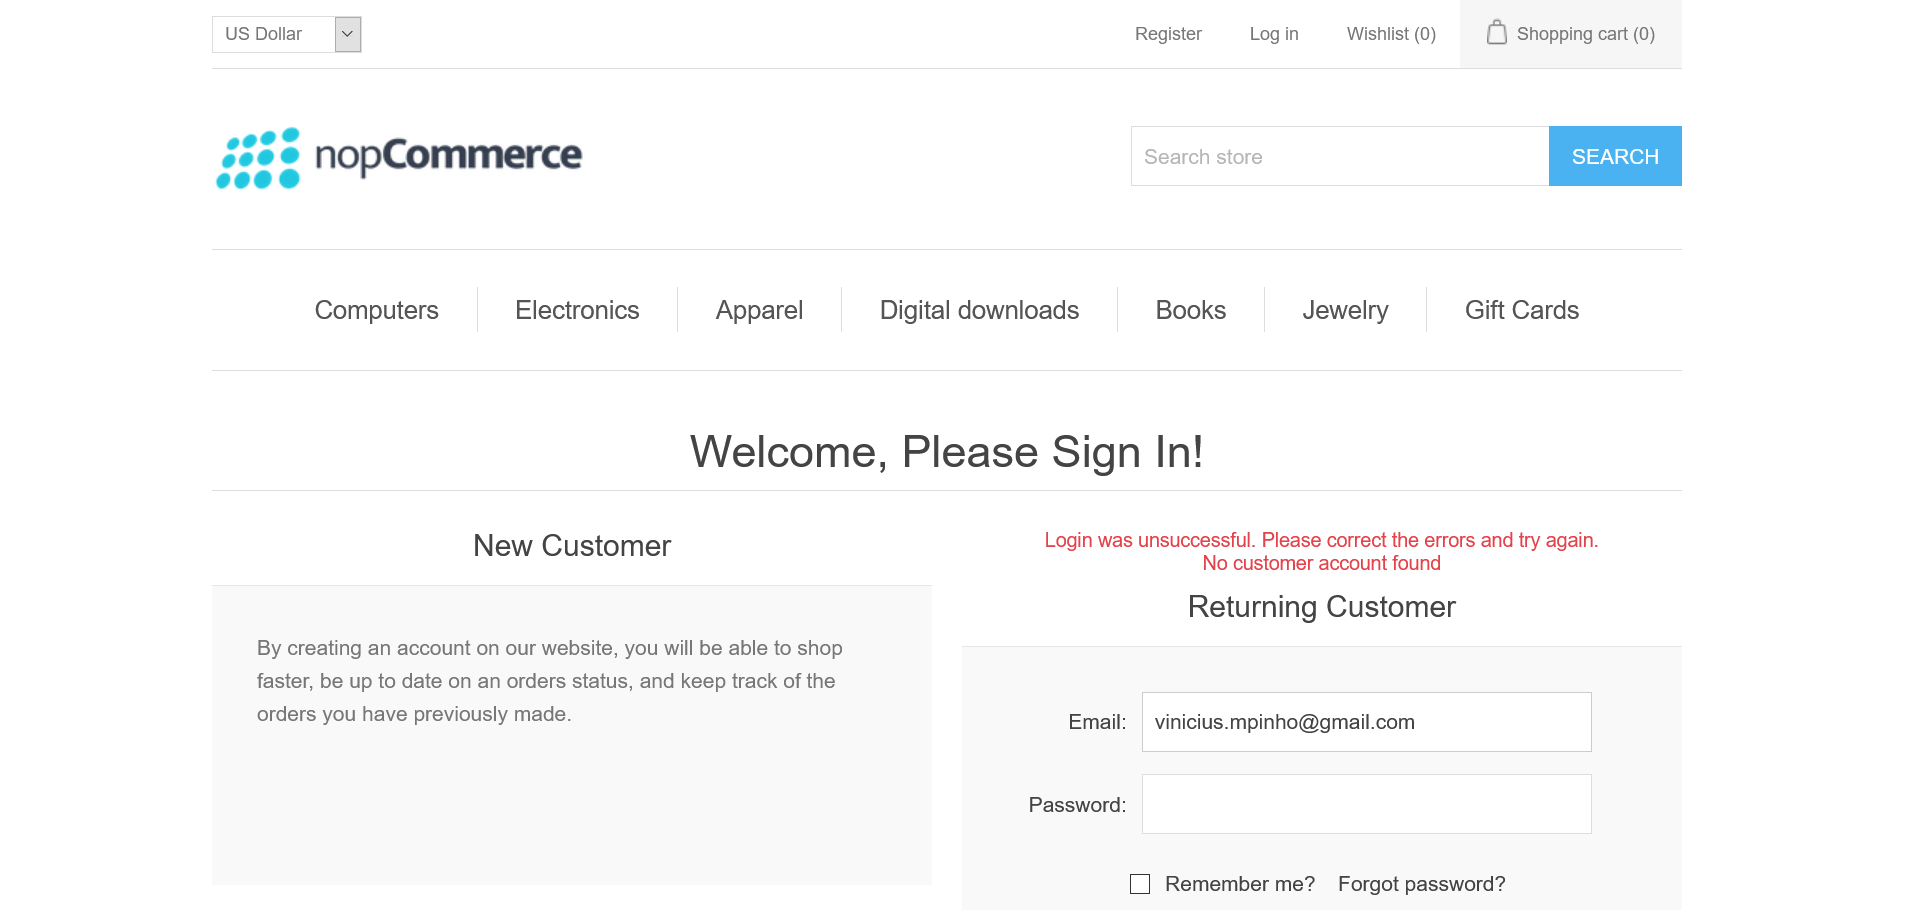 US Dollar
Register Log in Wishlist (0) Shopping cart (0)
nopCommerce
Search store SEARCH
Computers Electronics Apparel Digital downloads Books Jewelry Gift Cards
Welcome, Please Sign In!
New Customer
By creating an account on our website, you will be able to shop
faster, be up to date on an orders status, and keep track of the
orders you have previously made.
Login was unsuccessful. Please correct the errors and try again.
No customer account found
Returning Customer
Email: vinicius.mpinho@gmail.com
Password:
Remember me? Forgot password?